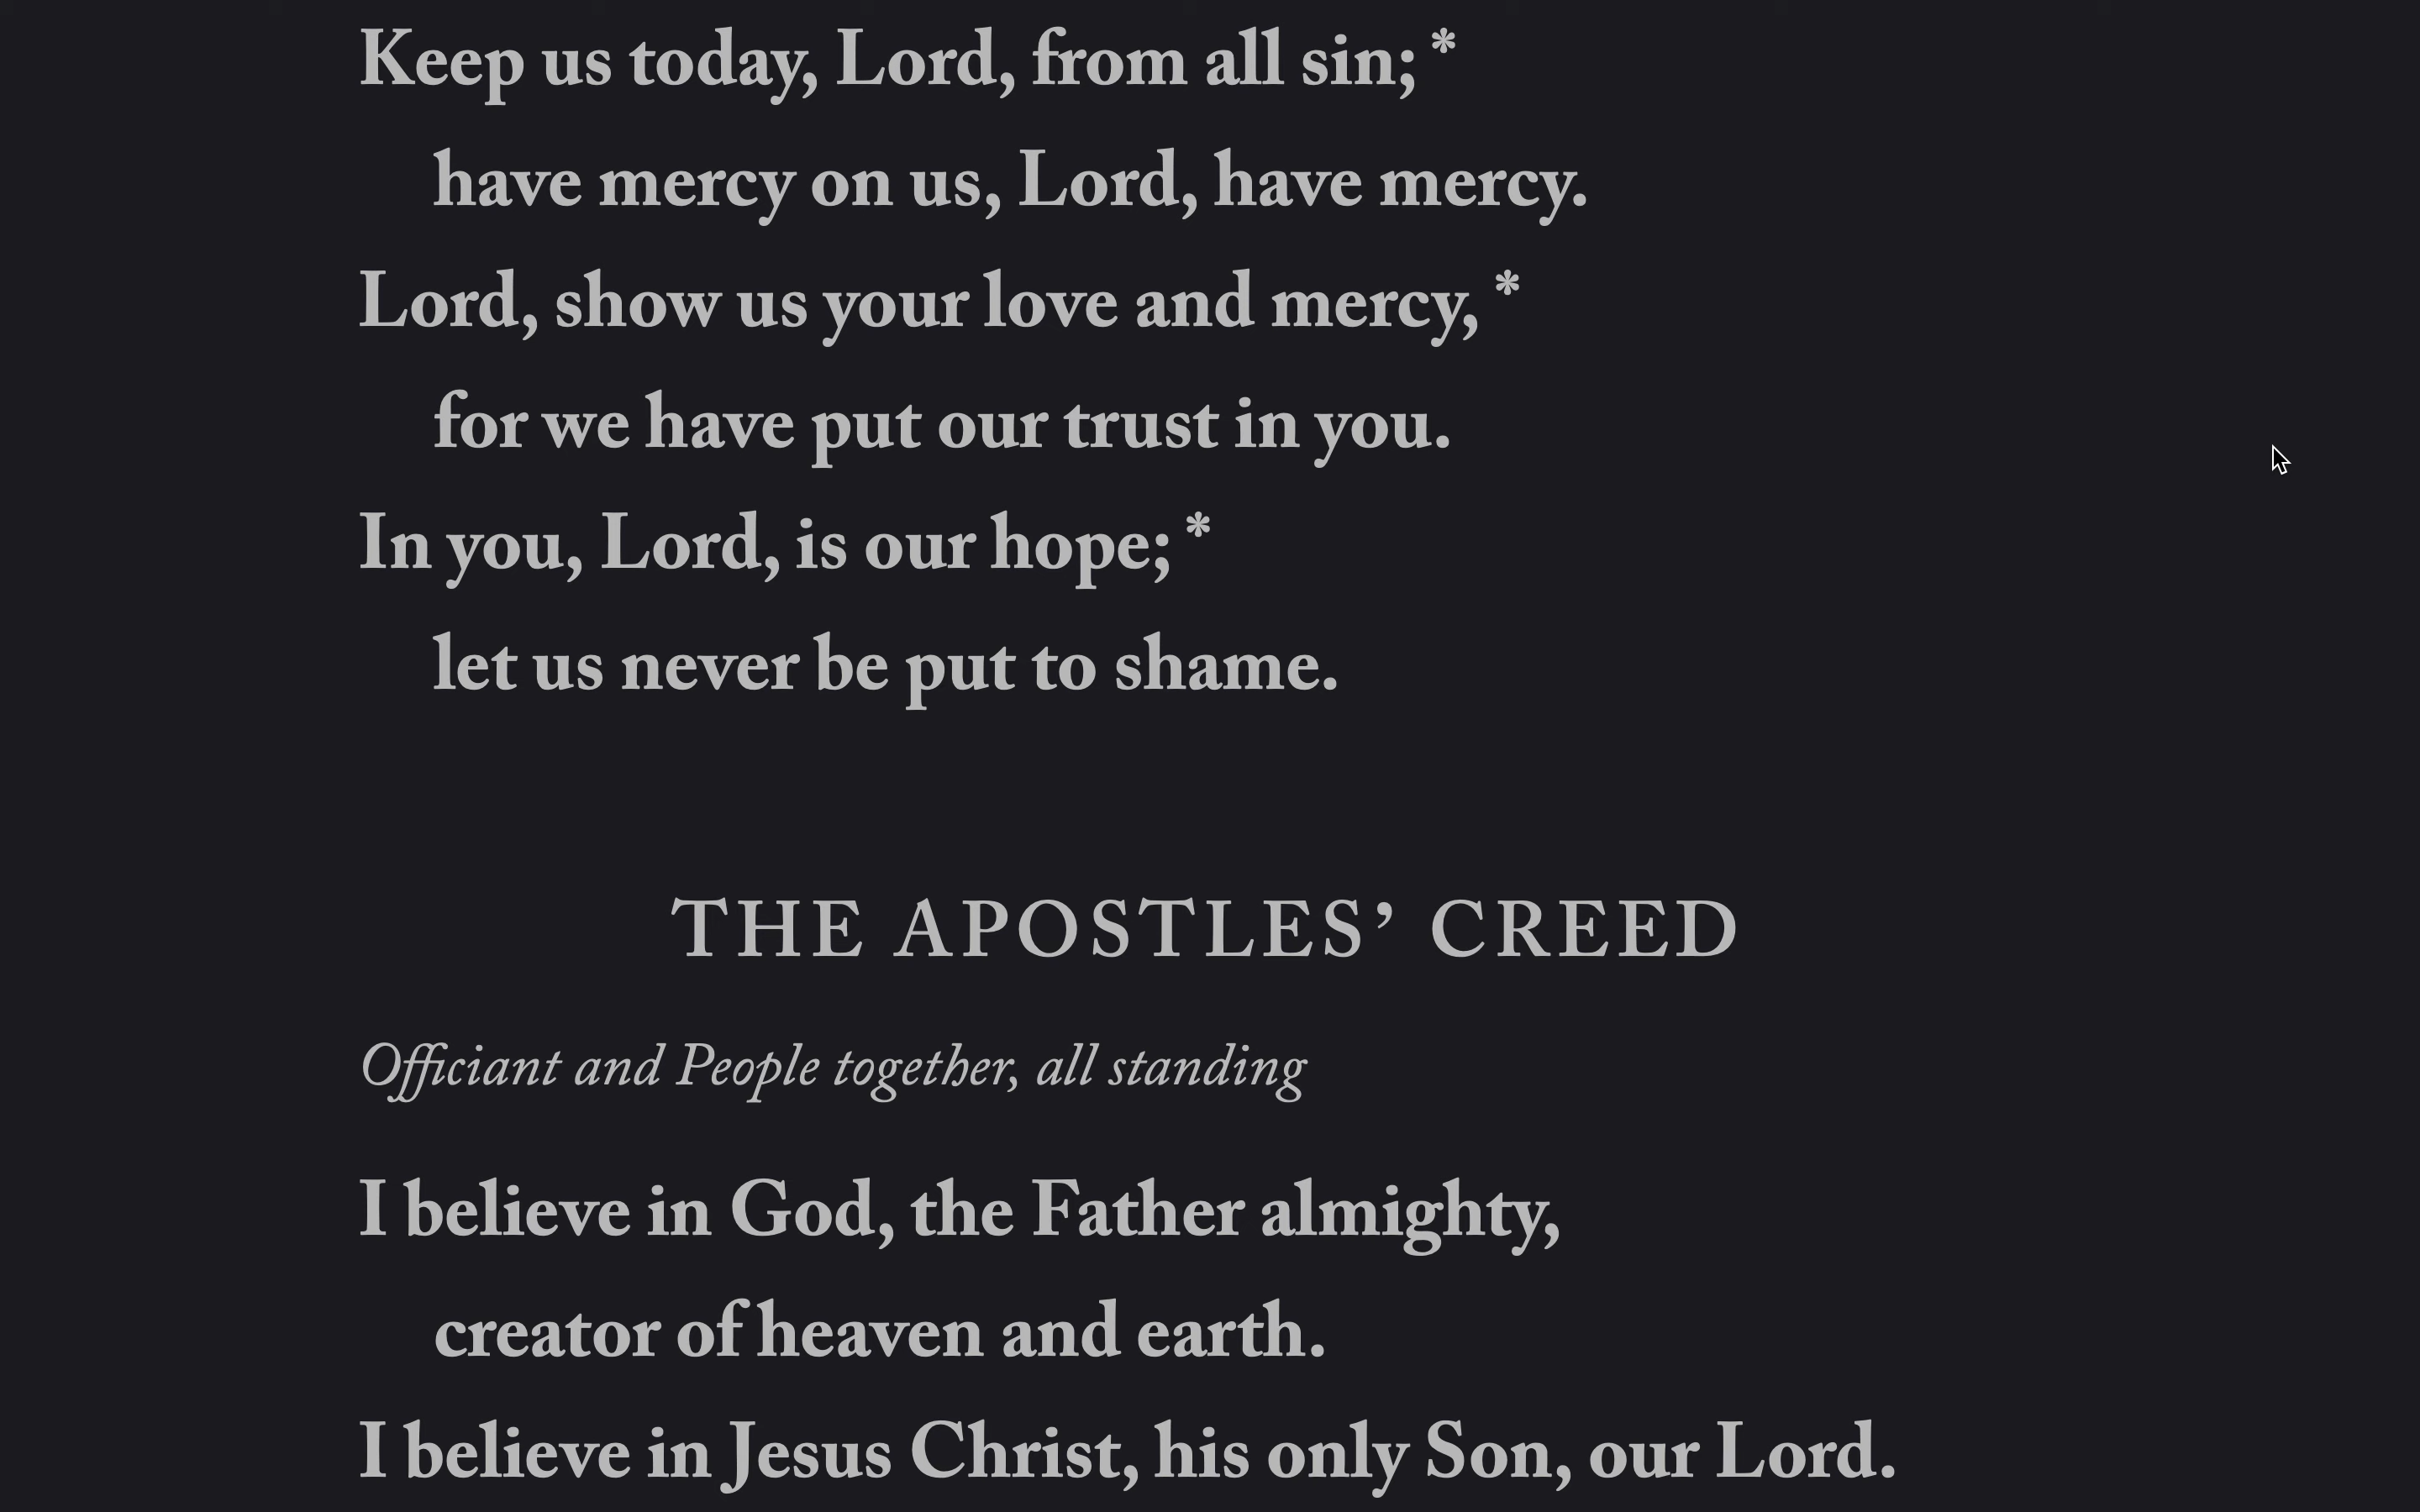 Keep us today, Lord, from all sin;*
have mercy on us, Lord, have mercy.
Lord, show us your love and mercy,*
for we have put our trust in you.
In you, Lord, is our hope;*
let us never be put to shame.
THE APOSTLES’ CREED
Officiant and People together, all standing
I believe in God, the Father almighty,
creator of heaven and earth.
I believe in Jesus Christ, his only Son, our Lord.